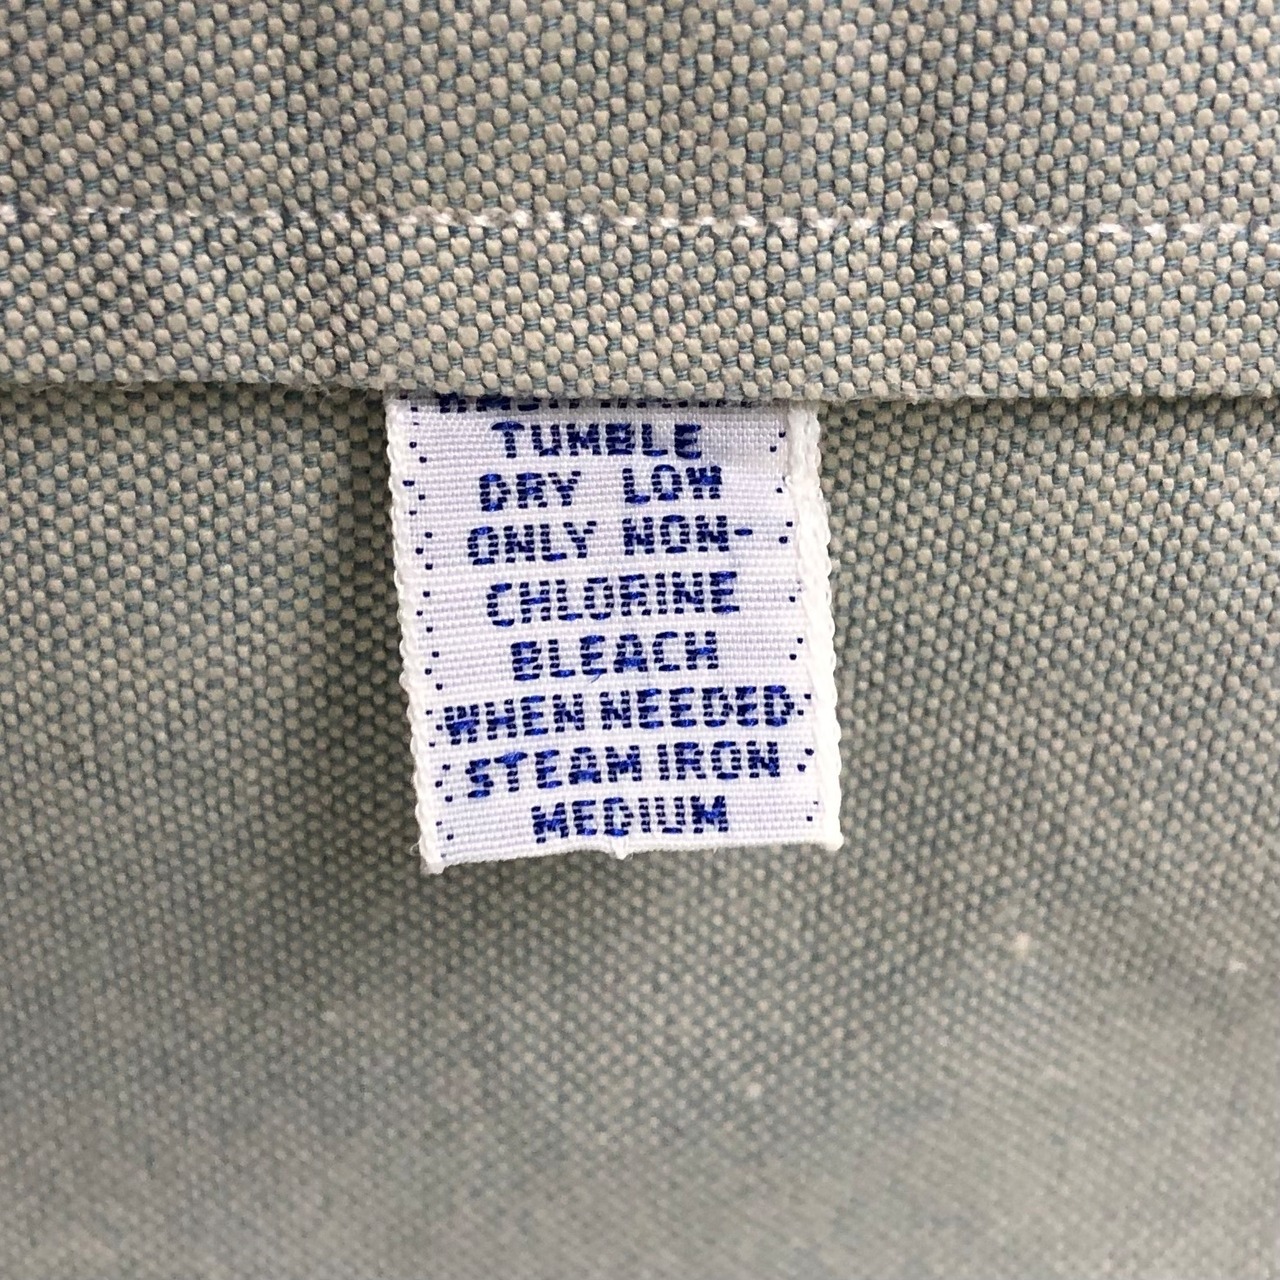 TUMBLE
DRY LOW
ONLY NON-
CHLORINE
BLEACH
WHEN NEEDED
STEAM IRON
MEDIUM